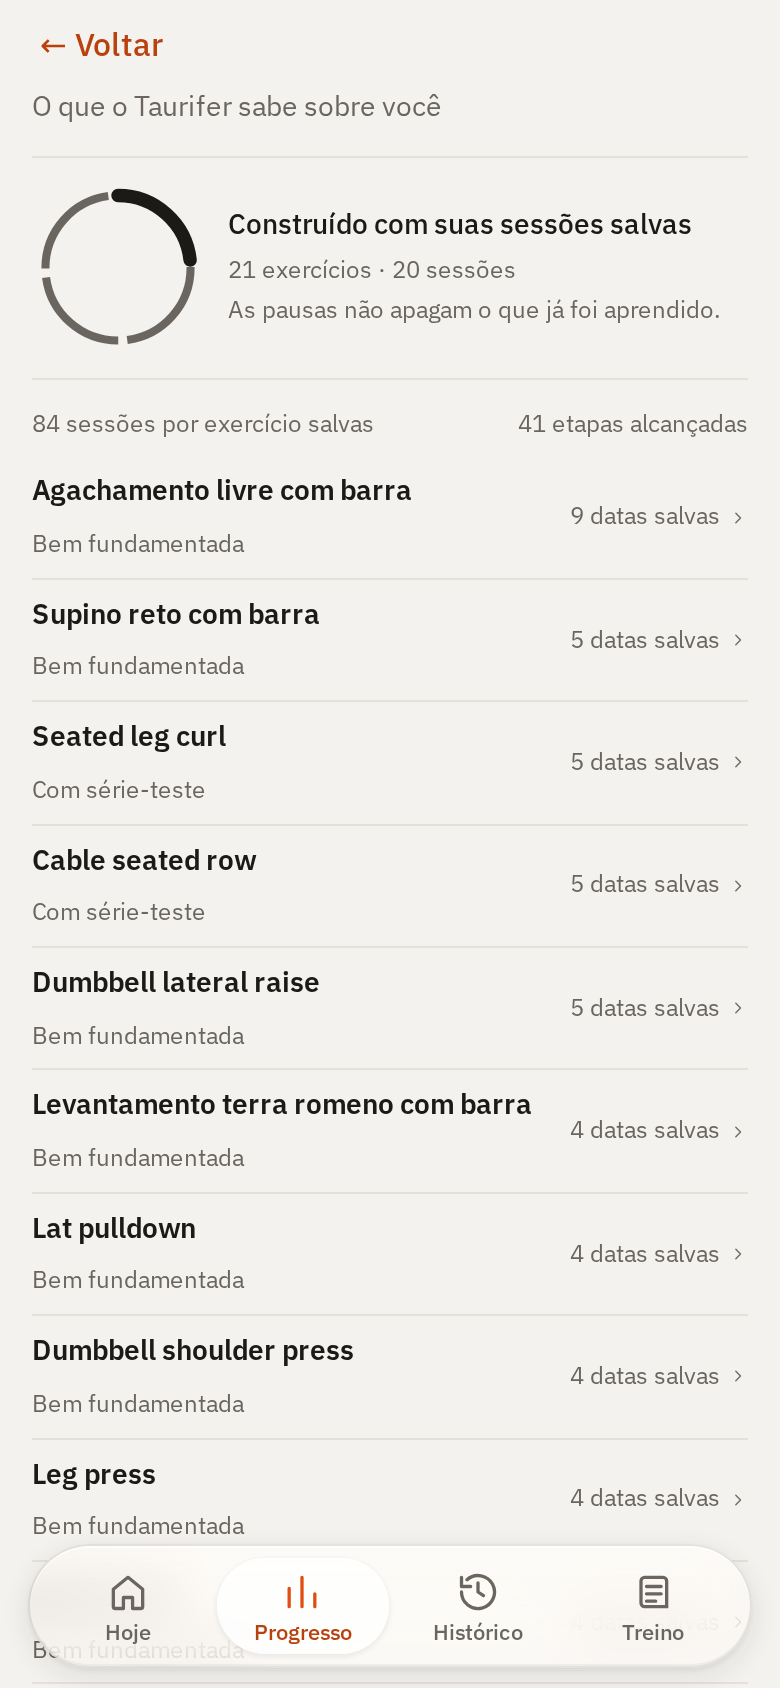 ← Voltar
O que o Taurifer sabe sobre você
Construído com suas sessões salvas
21 exercícios · 20 sessões
As pausas não apagam o que já foi aprendido.
84 sessões por exercício salvas
41 etapas alcançadas
Agachamento livre com barra
9 datas salvas ›
Bem fundamentada
Supino reto com barra
5 datas salvas ›
Bem fundamentada
Seated leg curl
5 datas salvas ›
Com série-teste
Cable seated row
5 datas salvas ›
Com série-teste
Dumbbell lateral raise
5 datas salvas ›
Bem fundamentada
Levantamento terra romeno com barra
4 datas salvas ›
Bem fundamentada
Lat pulldown
4 datas salvas ›
Bem fundamentada
Dumbbell shoulder press
4 datas salvas ›
Bem fundamentada
Leg press
4 datas salvas ›
Bem fundamentada
4 datas salvas ›
Bem fundamentada
Hoje
Progresso
Histórico
Treino